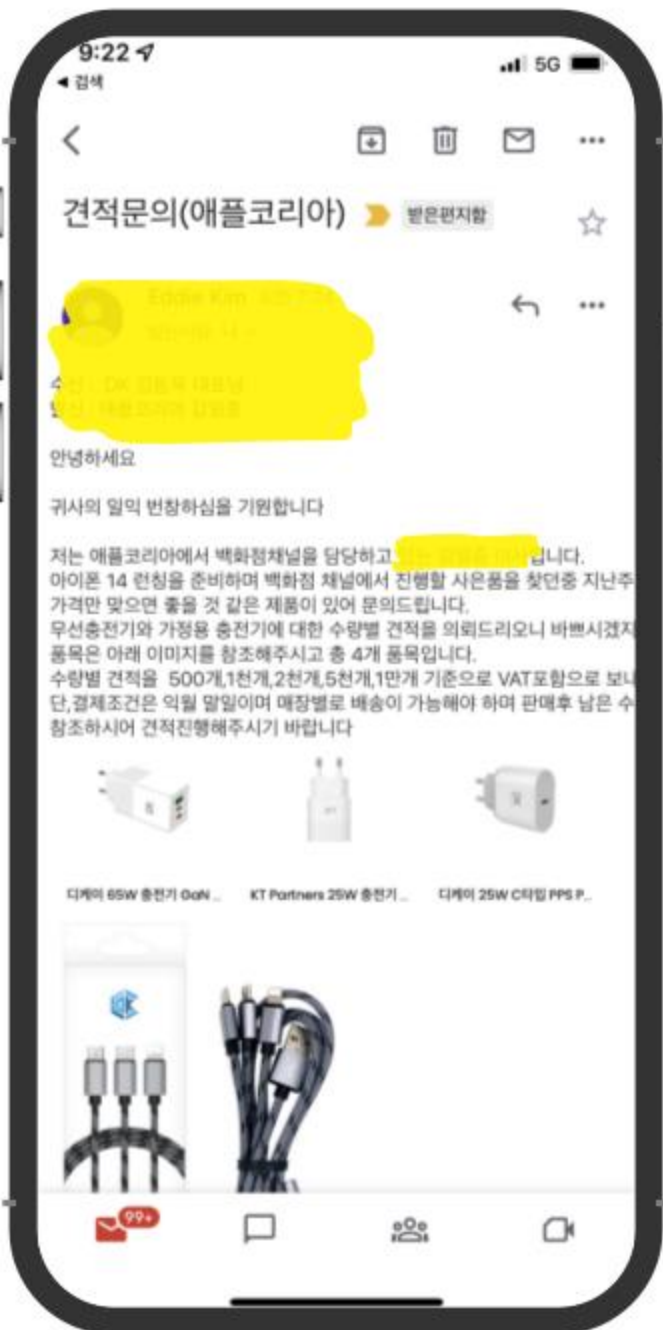 9:22
5G
◀ 검색
견적문의(애플코리아)
받은편지함
Eddie Kim
안녕하세요
귀사의 일익 번창하심을 기원합니다
저는 애플코리아에서 백화점채널을 담당하고 입니다.
아이폰 14 런칭을 준비하며 백화점 채널에서 진행할 사은품을 찾던중 지난주
가격만 맞으면 좋을 것 같은 제품이 있어 문의드립니다.
무선충전기와 가정용 충전기에 대한 수량별 견적을 의뢰드리오니 바쁘시겠지
품목은 아래 이미지를 참조해주시고 총 4개 품목입니다.
수량별 견적을 500개,1천개,2천개,5천개,1만개 기준으로 VAT포함으로 보내
단,결제조건은 익월 말일이며 매장별로 배송이 가능해야 하며 판매후 남은 수
참조하시어 견적진행해주시기 바랍니다
디케이 65W 충전기 GaN ...
KT Partners 25W 충전기 ...
디케이 25W C타입 PPS P...
99+